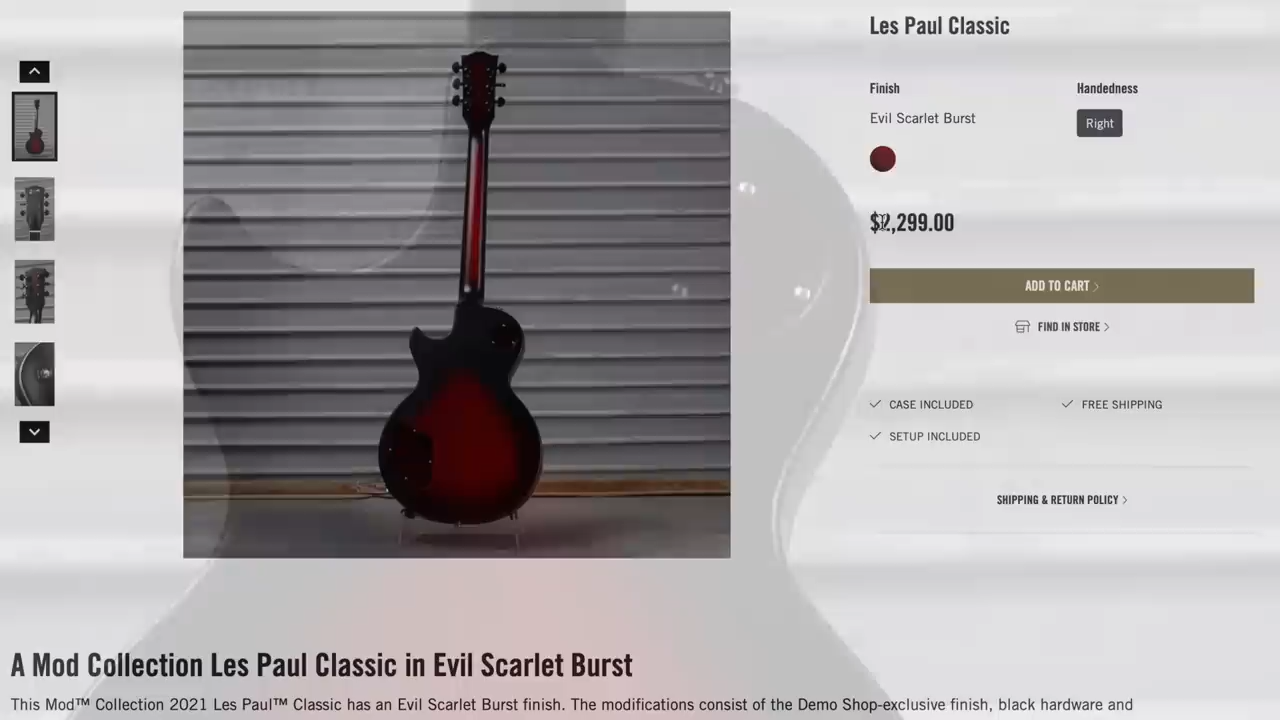 Les Paul Classic
Finish
Handedness
Evil Scarlet Burst
Right
$2,299.00
ADD TO CART
FIND IN STORE
CASE INCLUDED
FREE SHIPPING
SETUP INCLUDED
SHIPPING & RETURN POLICY
A Mod Collection Les Paul Classic in Evil Scarlet Burst
This Mod™ Collection 2021 Les Paul™ Classic has an Evil Scarlet Burst finish. The modifications consist of the Demo Shop-exclusive finish, black hardware and